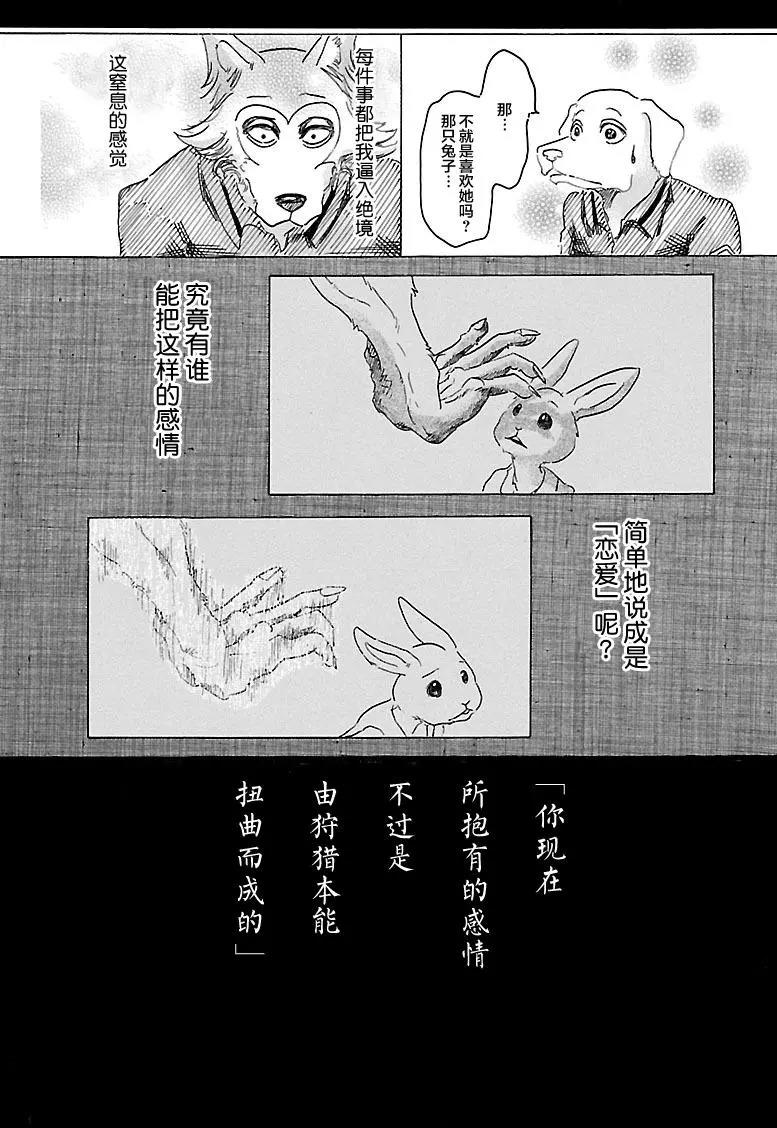 那…
不就是喜欢她吗？
那只兔子…
每件事都把我逼入绝境
这窒息的感觉
究竟有谁
能把这样的感情
简单地说成是
「恋爱」呢？
「你现在
所抱有的感情
不过是
由狩猎本能
扭曲而成的」